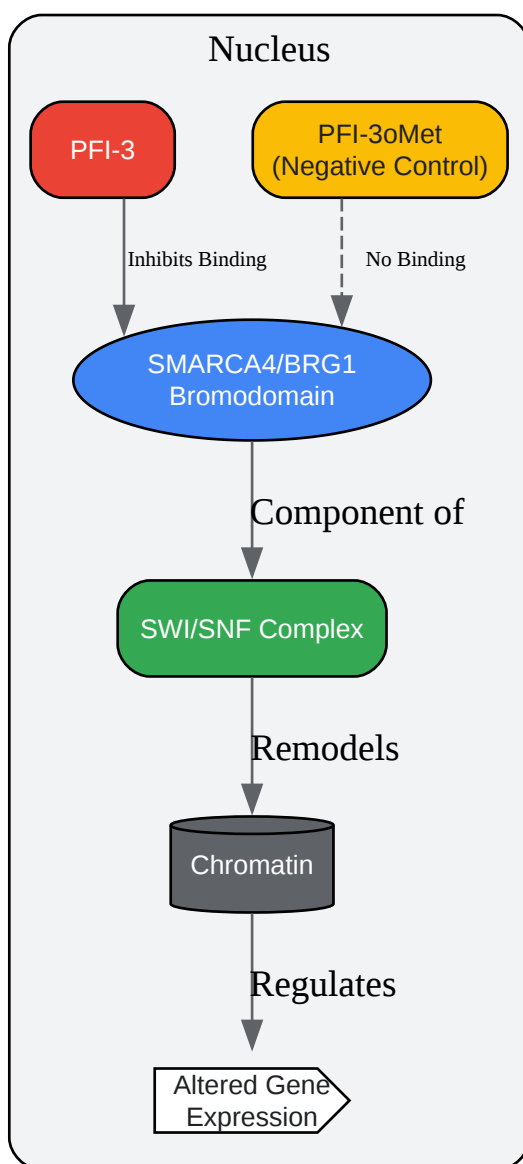 Nucleus
PFI-3
PFI-3oMet
(Negative Control)
Inhibits Binding
No Binding
SMARCA4/BRG1
Bromodomain
Component of
SWI/SNF Complex
Remodels
Chromatin
Regulates
Altered Gene
Expression